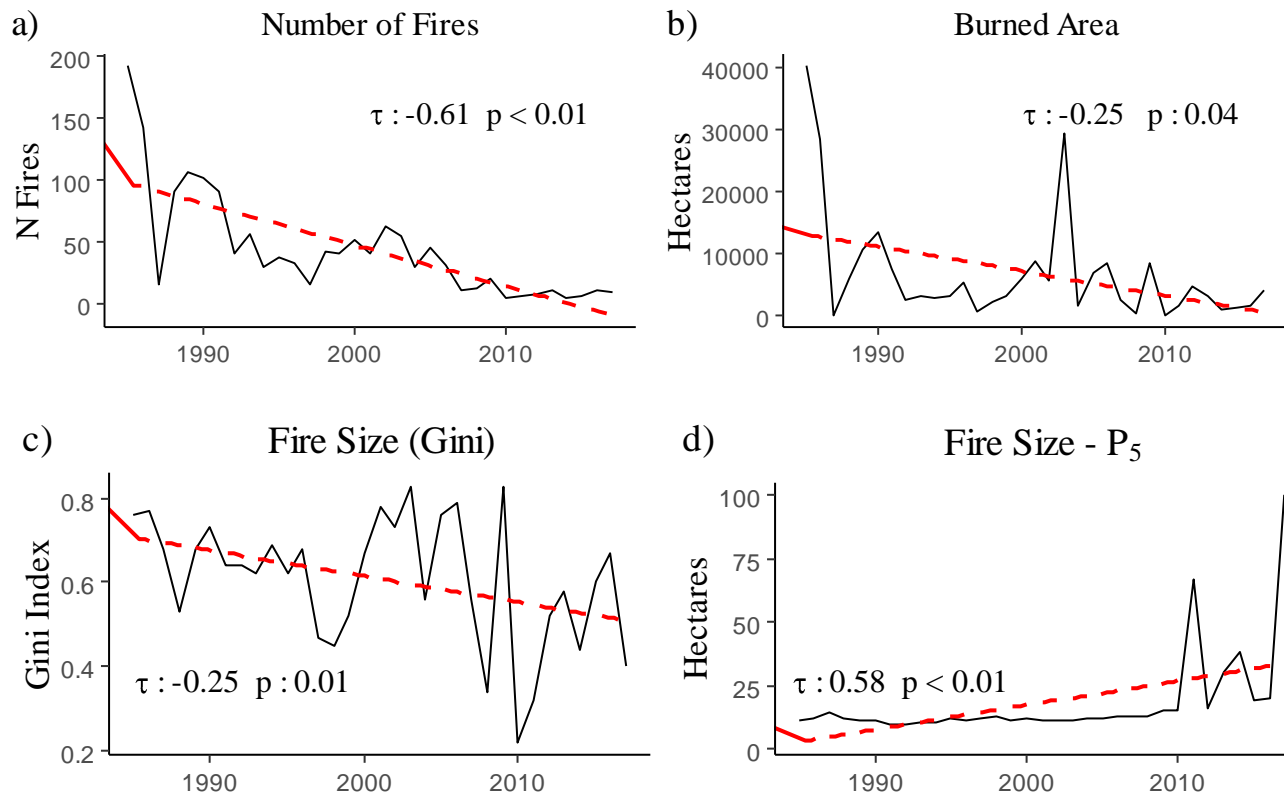 a) Number of Fires
N Fires
200
150
100
50
0
τ : -0.61 p < 0.01
1990 2000 2010
b) Burned Area
Hectares
40000
30000
20000
10000
0
τ : -0.25 p : 0.04
1990 2000 2010
c) Fire Size (Gini)
Gini Index
0.8
0.6
0.4
0.2
τ : -0.25 p : 0.01
1990 2000 2010
d) Fire Size - P₅
Hectares
100
75
50
25
0
τ : 0.58 p < 0.01
1990 2000 2010